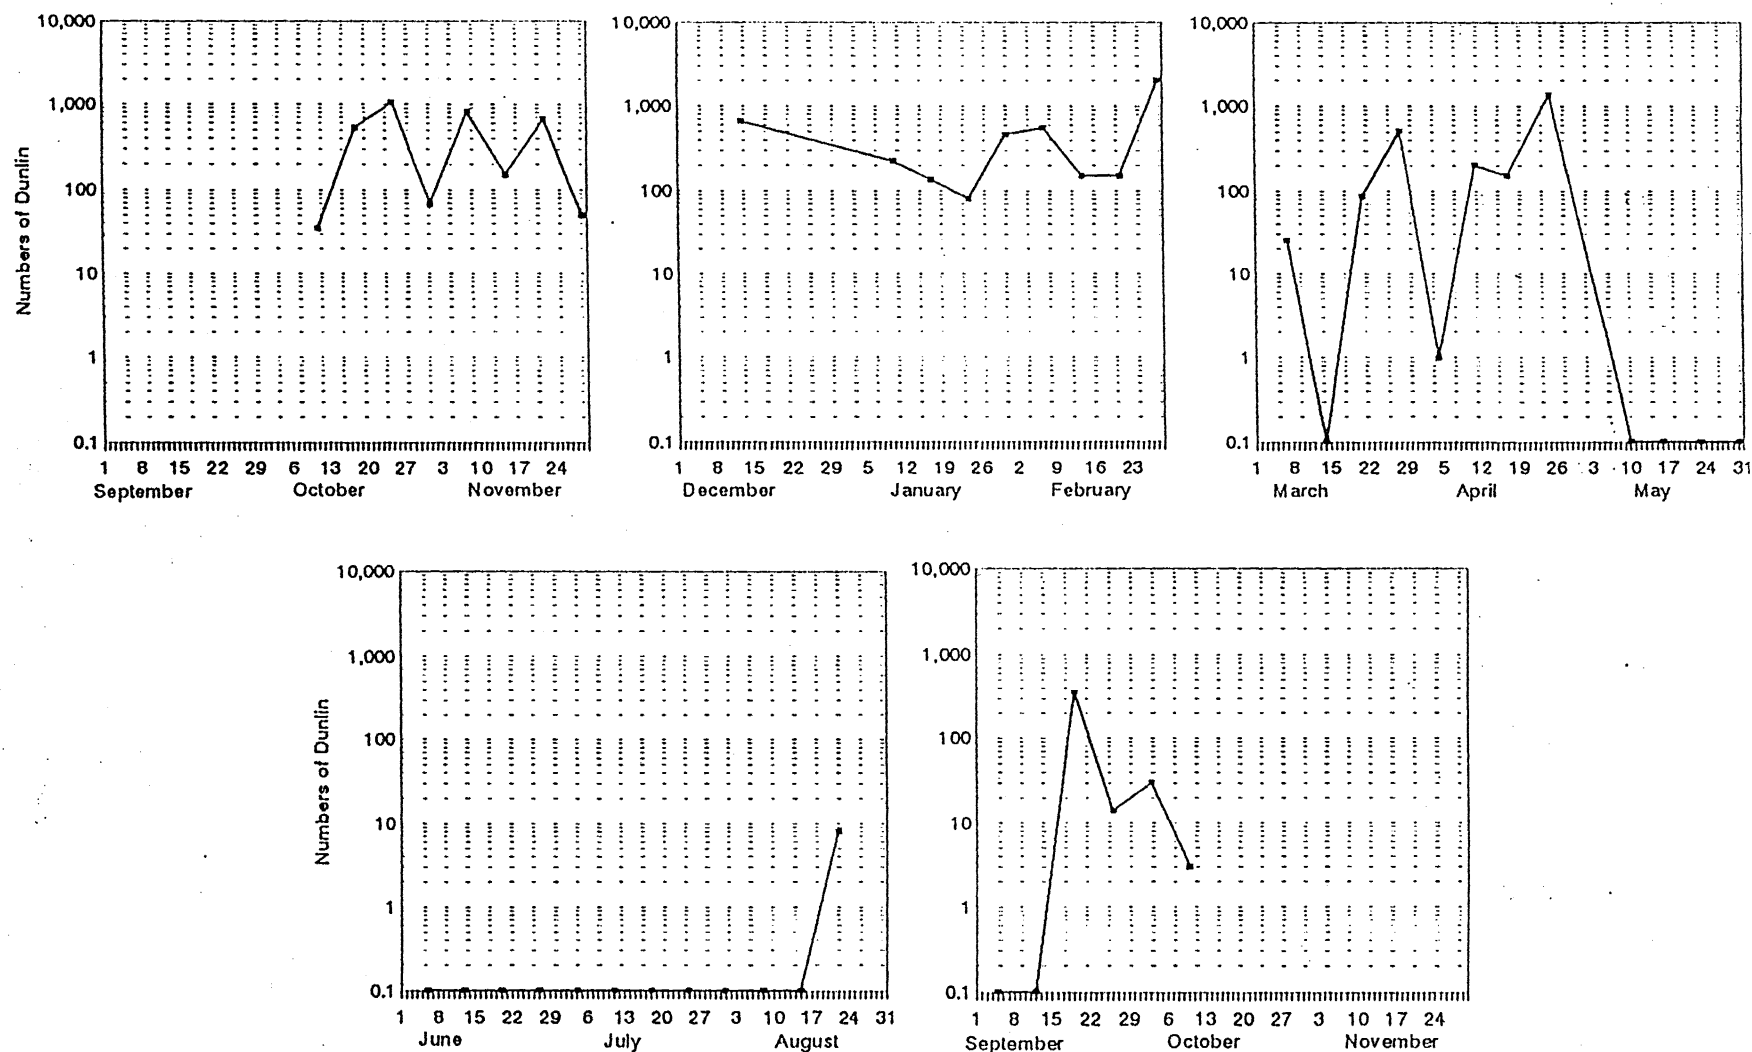 10,000
1,000
100
10
1
0.1
Numbers of Dunlin
1 8 15 22 29 6 13 20 27 3 10 17 24
September October November
10,000
1,000
100
10
1
0.1
1 8 15 22 29 5 12 19 26 2 9 16 23
December January February
10,000
1,000
100
10
1
0.1
1 8 15 22 29 5 12 19 26 3 10 17 24 31
March April May
10,000
1,000
100
10
1
0.1
Numbers of Dunlin
1 8 15 22 29 6 13 20 27 3 10 17 24 31
June July August
10,000
1,000
100
10
1
0.1
1 8 15 22 29 6 13 20 27 3 10 17 24
September October November